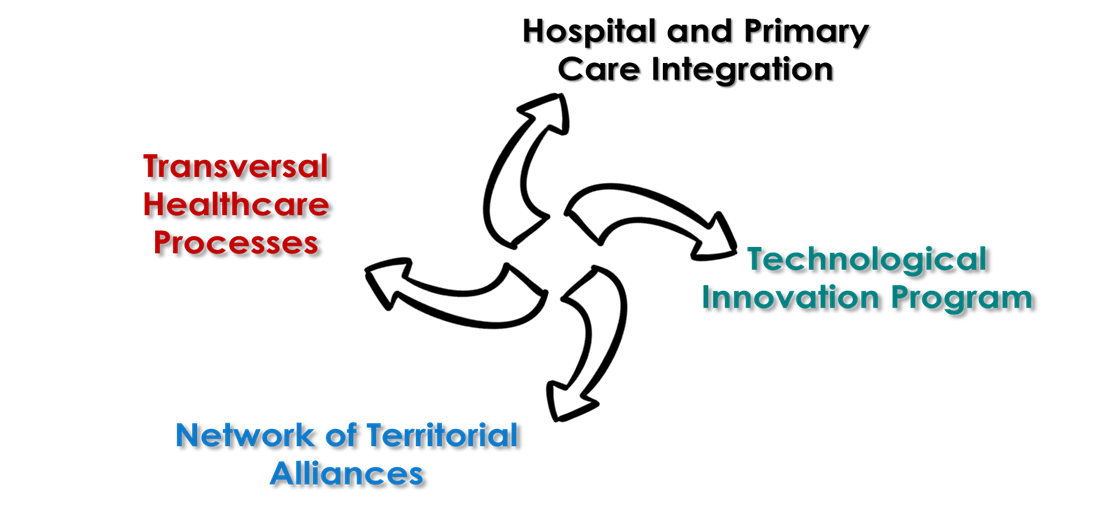 Hospital and Primary
Care Integration
Transversal
Healthcare
Processes
Technological
Innovation Program
Network of Territorial
Alliances